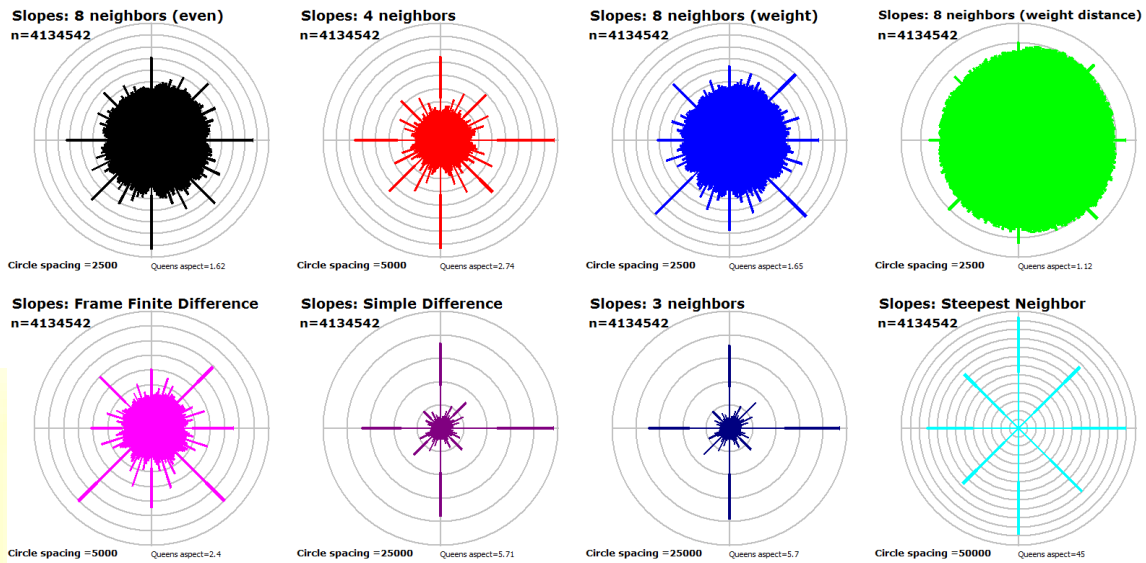 Slopes: 8 neighbors (even)
n=4134542
Circle spacing =2500
Queens aspect=1.62
Slopes: 4 neighbors
n=4134542
Circle spacing =5000
Queens aspect=2.74
Slopes: 8 neighbors (weight)
n=4134542
Circle spacing =2500
Queens aspect=1.65
Slopes: 8 neighbors (weight distance)
n=4134542
Circle spacing =2500
Queens aspect=1.12
Slopes: Frame Finite Difference
n=4134542
Circle spacing =5000
Queens aspect=2.4
Slopes: Simple Difference
n=4134542
Circle spacing =25000
Queens aspect=5.71
Slopes: 3 neighbors
n=4134542
Circle spacing =25000
Queens aspect=5.7
Slopes: Steepest Neighbor
n=4134542
Circle spacing =50000
Queens aspect=45